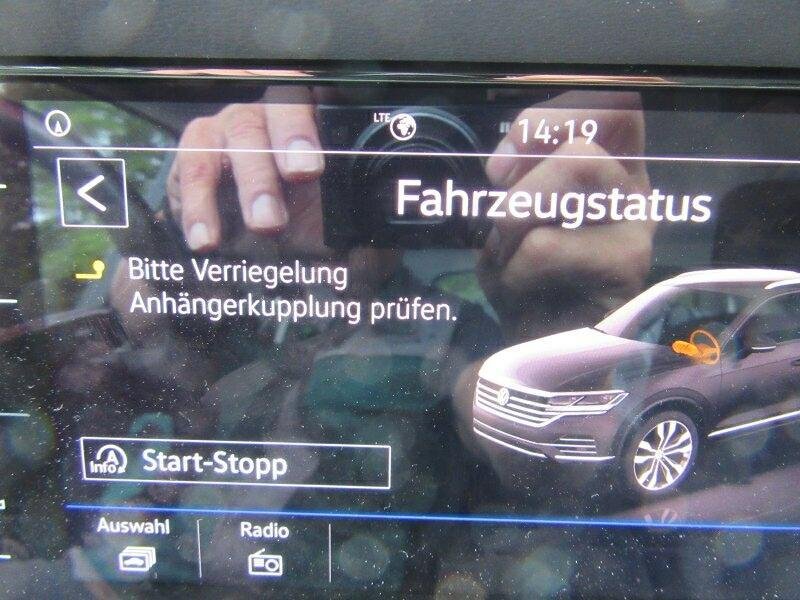 LTE
14:19
Fahrzeugstatus
Bitte Verriegelung
Anhängerkupplung prüfen.
Info
Start-Stopp
Auswahl
Radio